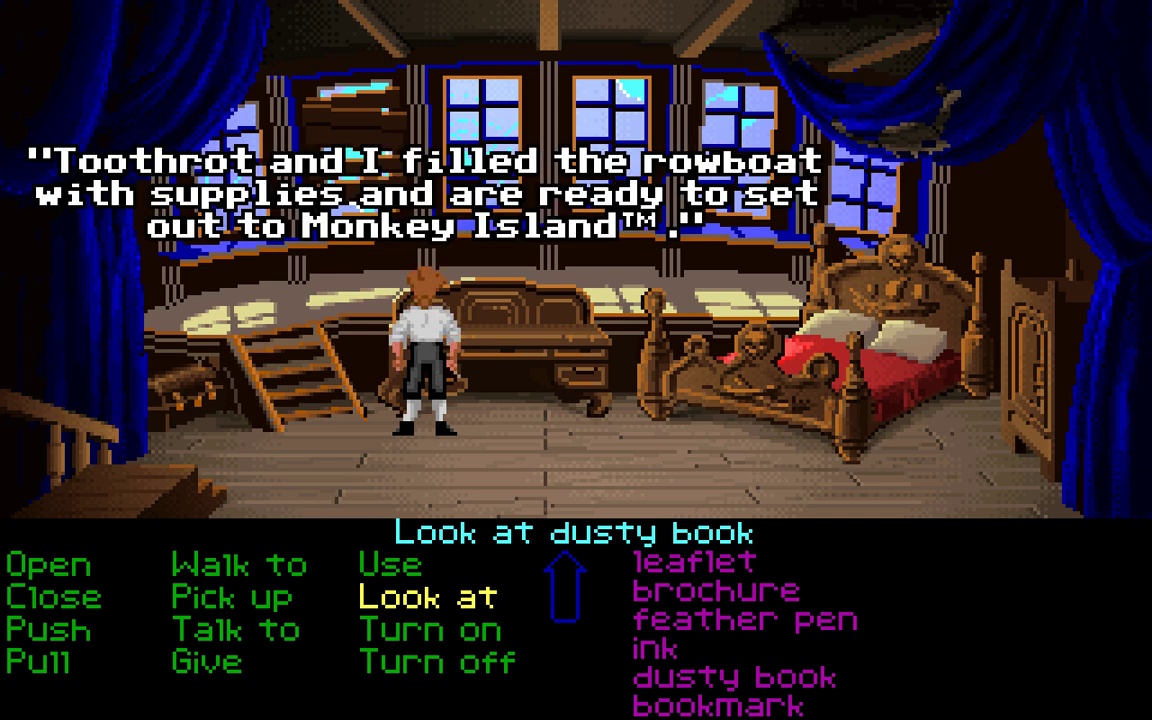 "Toothrot and I filled the rowboat
with supplies and are ready to set
out to Monkey Island™."
Look at dusty book
Open Walk to Use
Close Pick up Look at
Push Talk to Turn on
Pull Give Turn off
leaflet
brochure
feather pen
ink
dusty book
bookmark